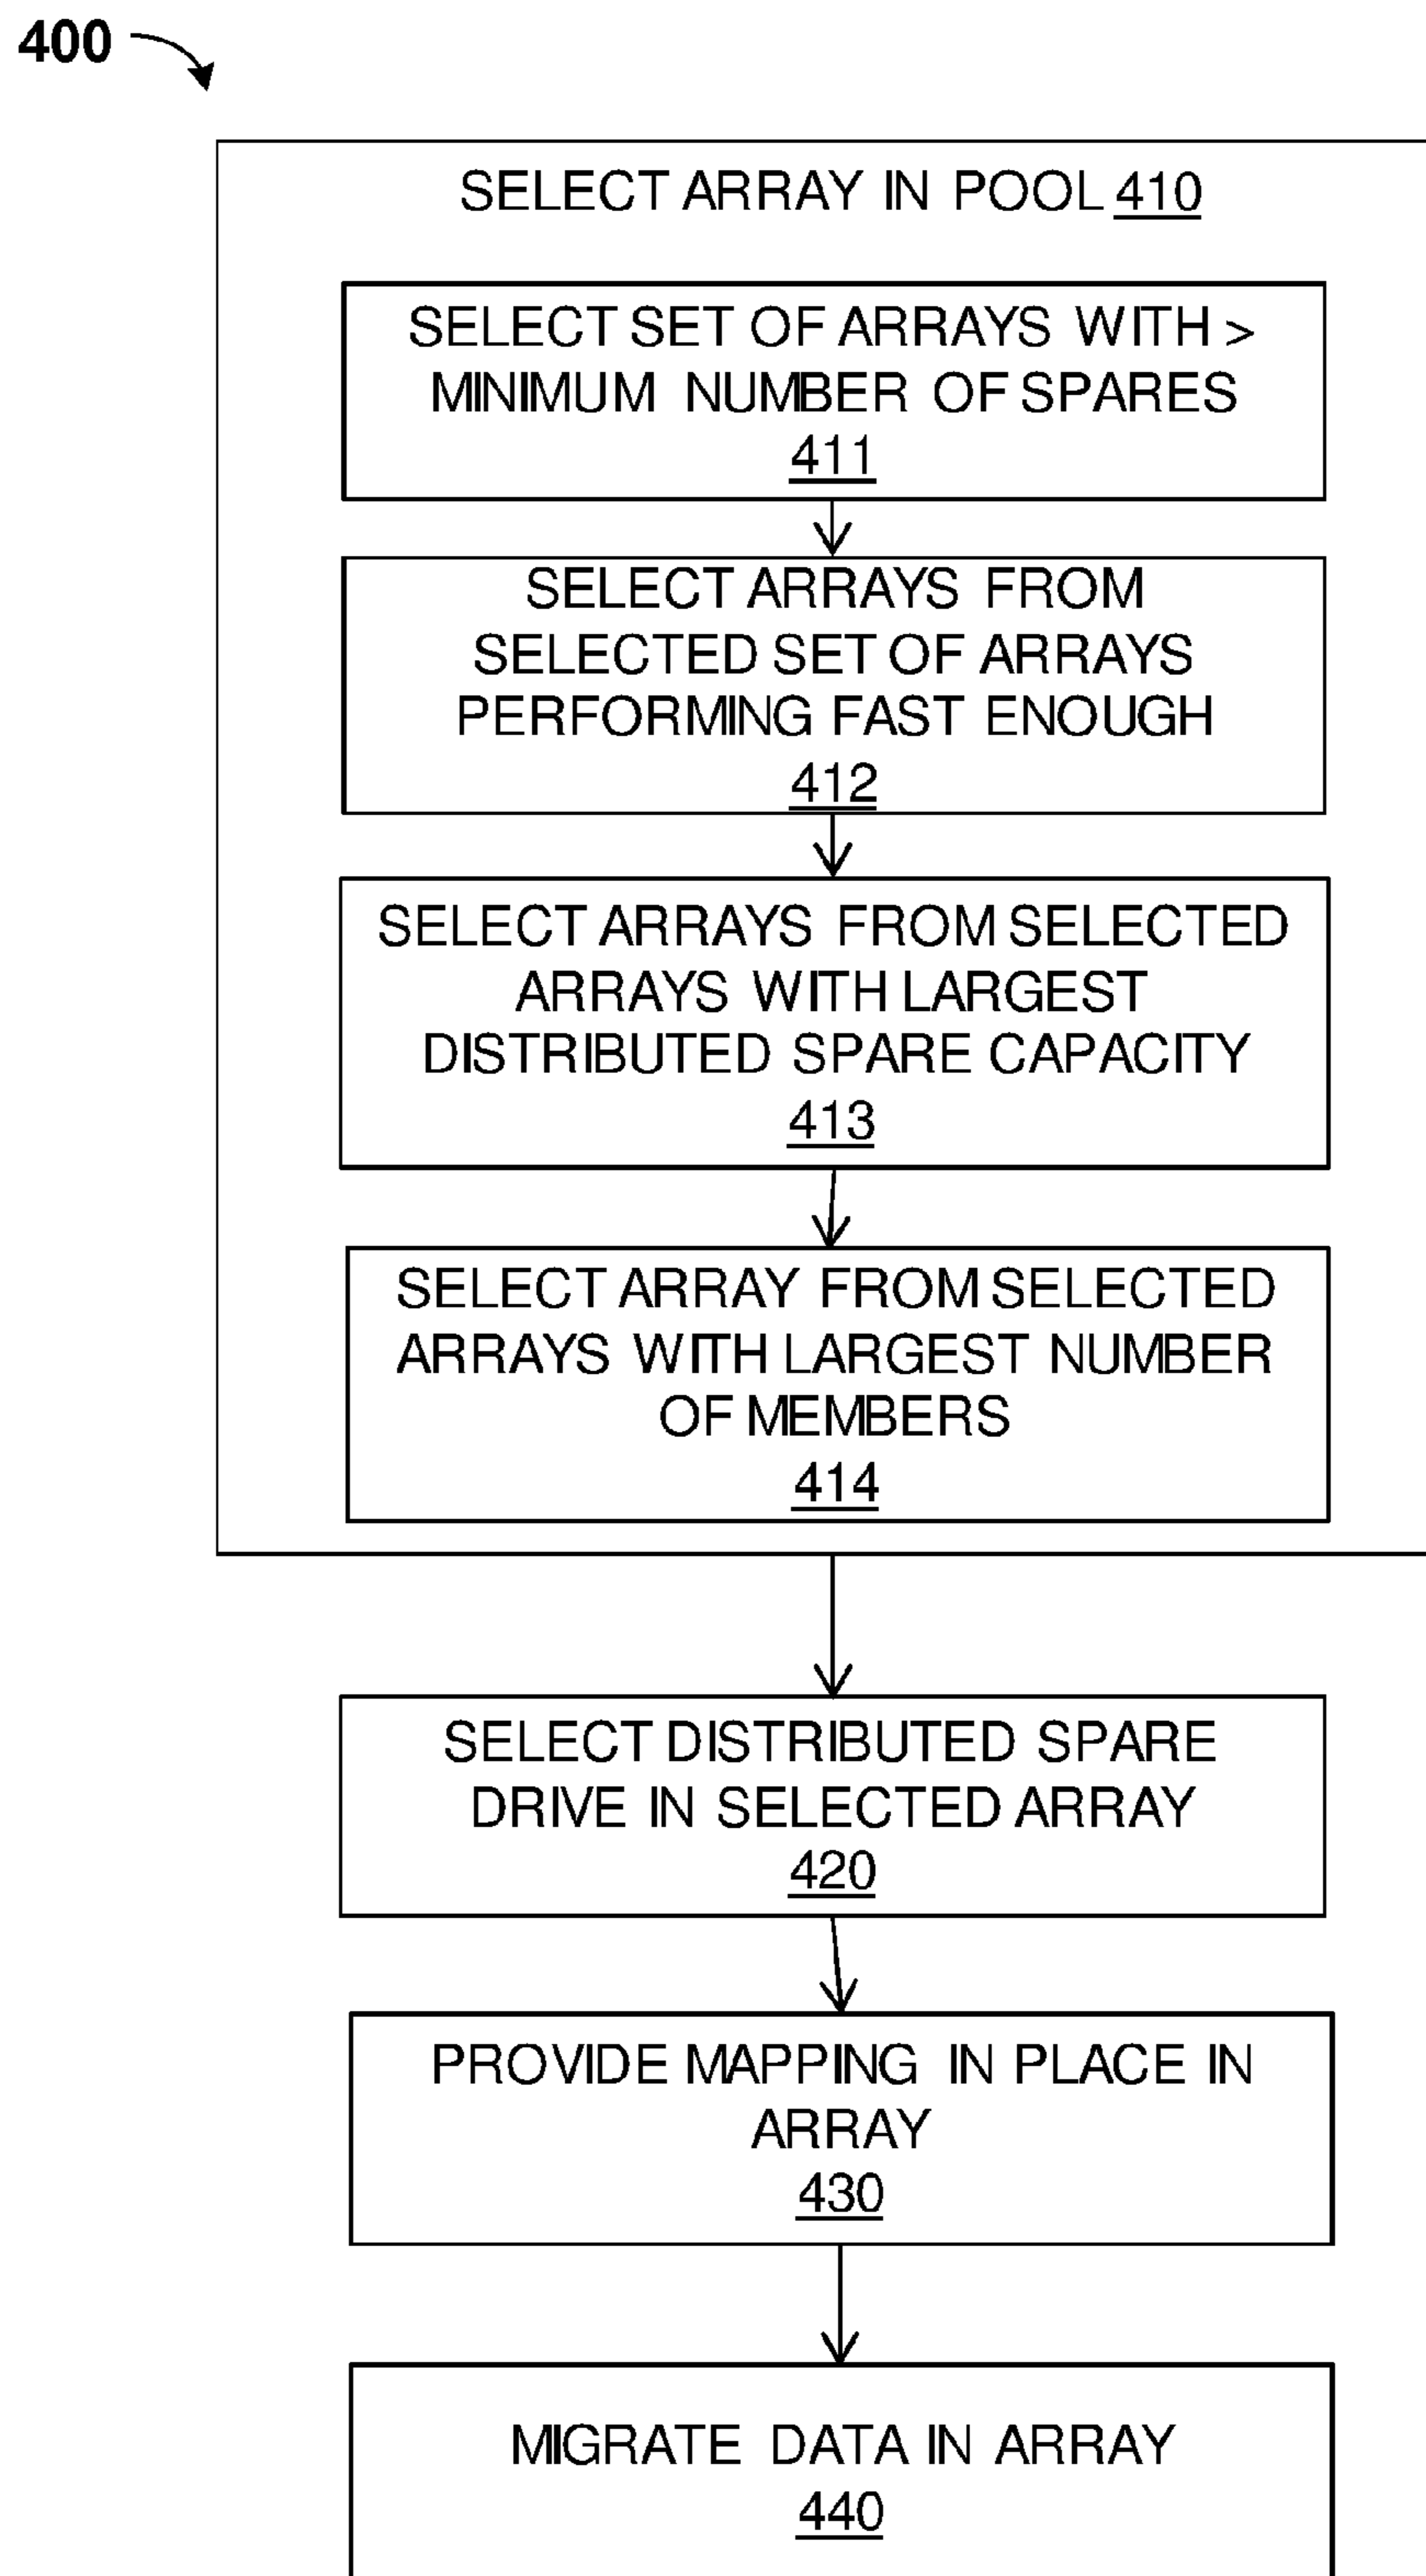 400
SELECT ARRAY IN POOL 410
SELECT SET OF ARRAYS WITH >
MINIMUM NUMBER OF SPARES
411
SELECT ARRAYS FROM
SELECTED SET OF ARRAYS
PERFORMING FAST ENOUGH
412
SELECT ARRAYS FROM SELECTED
ARRAYS WITH LARGEST
DISTRIBUTED SPARE CAPACITY
413
SELECT ARRAY FROM SELECTED
ARRAYS WITH LARGEST NUMBER
OF MEMBERS
414
SELECT DISTRIBUTED SPARE
DRIVE IN SELECTED ARRAY
420
PROVIDE MAPPING IN PLACE IN
ARRAY
430
MIGRATE DATA IN ARRAY
440